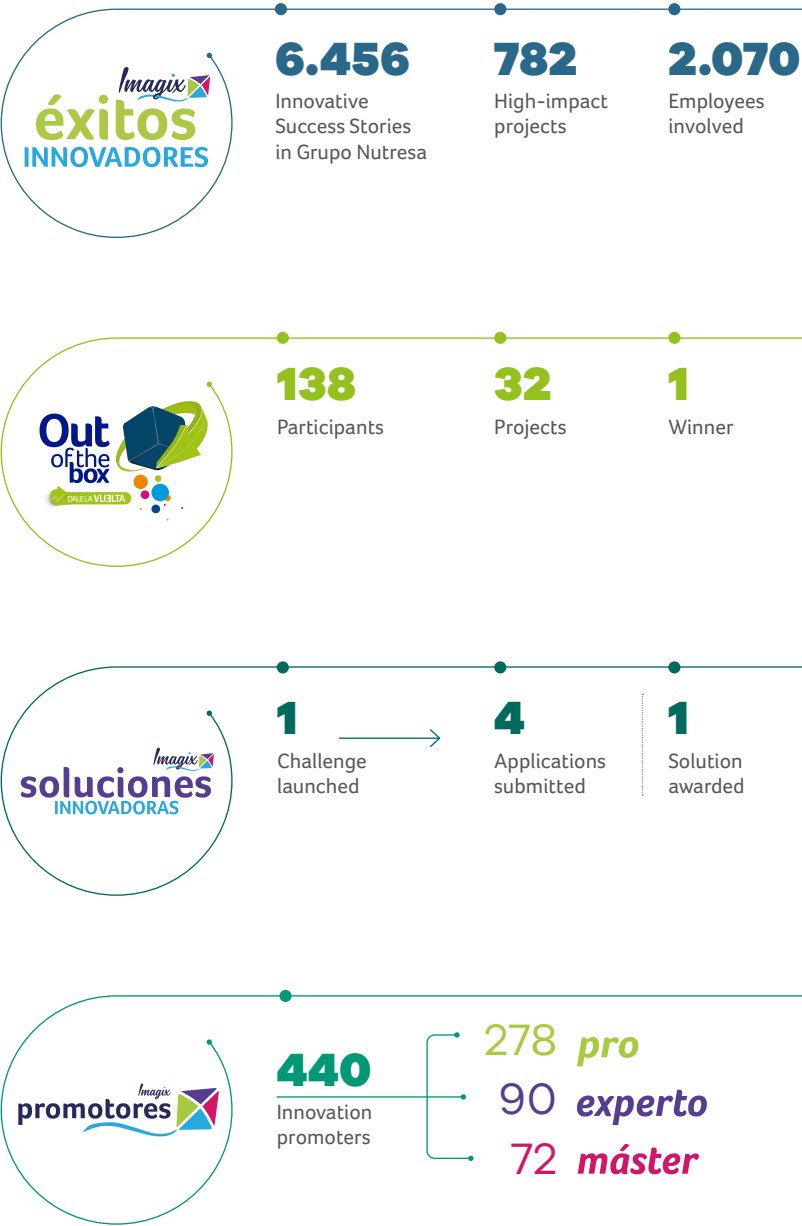 Imagix
éxitos
INNOVADORES
6.456
Innovative
Success Stories
in Grupo Nutresa
782
High-impact
projects
2.070
Employees
involved
Out
of the
box
DALE LA VUELTA
138
Participants
32
Projects
1
Winner
Imagix
soluciones
INNOVADORAS
1
Challenge
launched
4
Applications
submitted
1
Solution
awarded
Imagix
promotores
440
Innovation
promoters
278 pro
90 experto
72 máster